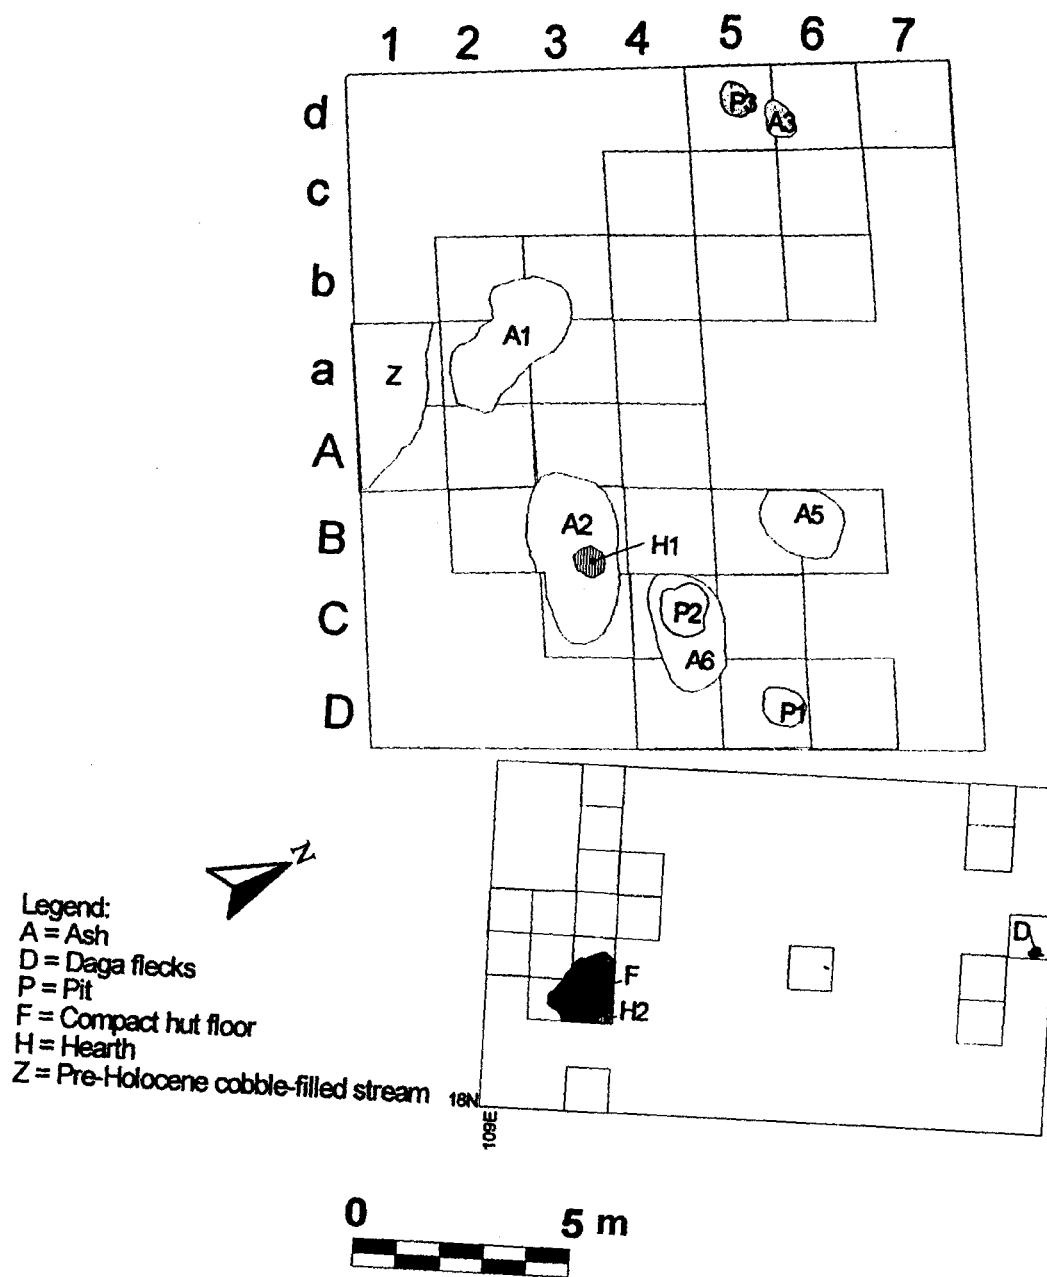 1 2 3 4 5 6 7
d P3 A3
c
b
A1
a Z
A
A2 A5
B H1
C P2
A6
D P1
N
Legend:
A = Ash
D = Daga flecks
P = Pit
F = Compact hut floor
H = Hearth
Z = Pre-Holocene cobble-filled stream
D
F
H2
18N
109E
0 5 m